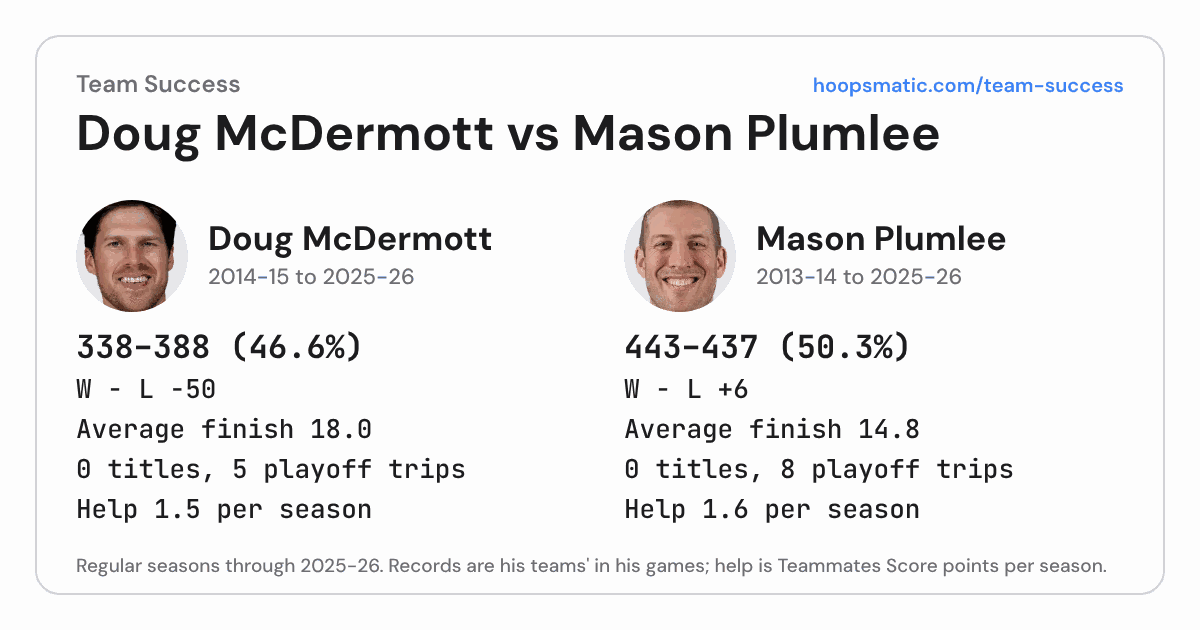 Team Success
hoopsmatic.com/team-success
Doug McDermott vs Mason Plumlee
Doug McDermott
2014-15 to 2025-26
338-388 (46.6%)
W - L -50
Average finish 18.0
0 titles, 5 playoff trips
Help 1.5 per season
Mason Plumlee
2013-14 to 2025-26
443-437 (50.3%)
W - L +6
Average finish 14.8
0 titles, 8 playoff trips
Help 1.6 per season
Regular seasons through 2025-26. Records are his teams' in his games; help is Teammates Score points per season.